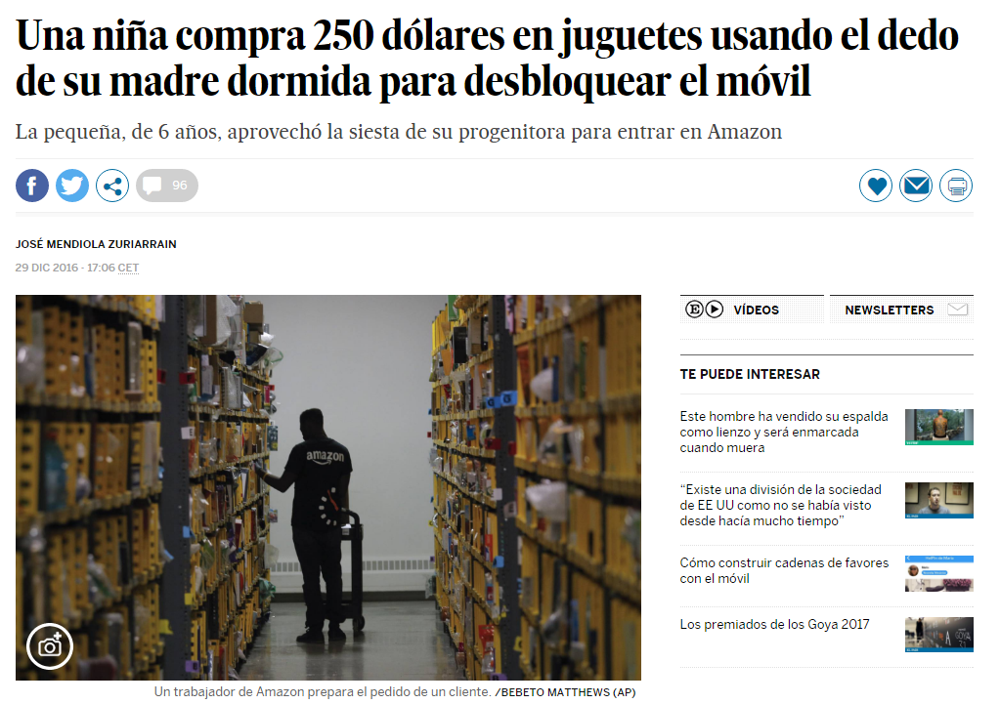 Una niña compra 250 dólares en juguetes usando el dedo
de su madre dormida para desbloquear el móvil
La pequeña, de 6 años, aprovechó la siesta de su progenitora para entrar en Amazon
96
JOSÉ MENDIOLA ZURIARRAIN
29 DIC 2016 - 17:06 CET
amazon
Un trabajador de Amazon prepara el pedido de un cliente. /BEBETO MATTHEWS (AP)
VÍDEOS
NEWSLETTERS
TE PUEDE INTERESAR
Este hombre ha vendido su espalda
como lienzo y será enmarcada
cuando muera
“Existe una división de la sociedad
de EE UU como no se había visto
desde hacía mucho tiempo”
Cómo construir cadenas de favores
con el móvil
Los premiados de los Goya 2017